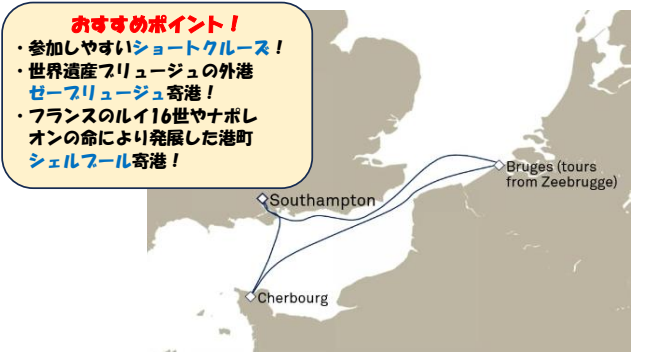 おすすめポイント！
・参加しやすいショートクルーズ！
・世界遺産ブリュージュの外港
ゼーブリュージュ寄港！
・フランスのルイ16世やナポレ
オンの命により発展した港町
シェルブール寄港！
Bruges (tours
from Zeebrugge)
Southampton
Cherbourg